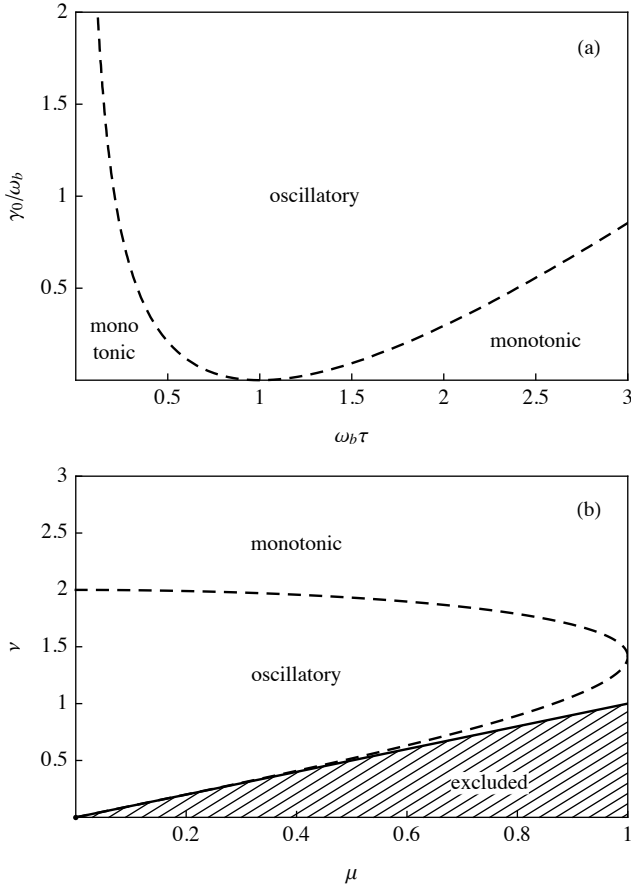 2
(a)
1.5
γ₀/ω_b
1
oscillatory
0.5
mono
tonic
monotonic
0.5 1 1.5 2 2.5 3
ω_bτ
3
(b)
2.5
monotonic
2
ν
1.5
oscillatory
1
0.5
excluded
0.2 0.4 0.6 0.8 1
μ